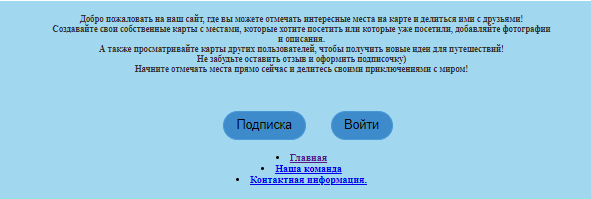 Добро пожаловать на наш сайт, где вы можете отмечать интересные места на карте и делиться ими с друзьями!
Создавайте свои собственные карты с местами, которые хотите посетить или которые уже посетили, добавляйте фотографии
и описания.
А также просматривайте карты других пользователей, чтобы получить новые идеи для путешествий!
Не забудьте оставить отзыв и оформить подписочку)
Начните отмечать места прямо сейчас и делитесь своими приключениями с миром!
Подписка Войти
• Главная
• Наша команда
• Контактная информация.